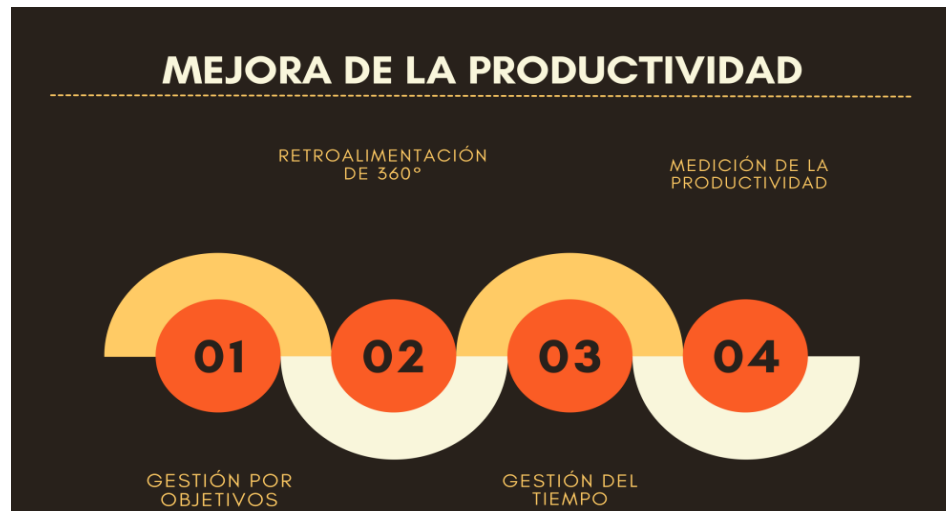 MEJORA DE LA PRODUCTIVIDAD
RETROALIMENTACIÓN
DE 360°
MEDICIÓN DE LA
PRODUCTIVIDAD
01
02
03
04
GESTIÓN POR
OBJETIVOS
GESTIÓN DEL
TIEMPO